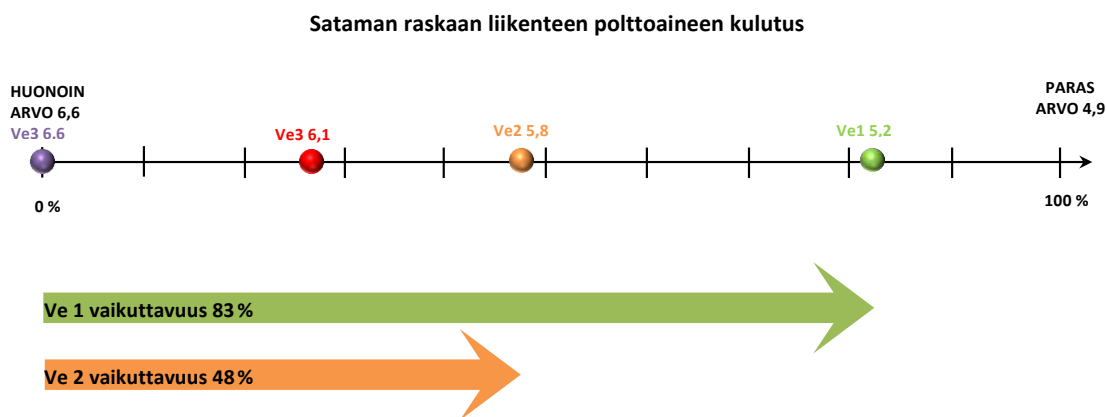 Sataman raskaan liikenteen polttoaineen kulutus
HUONOIN
ARVO 6,6
Ve3 6.6
Ve3 6,1
Ve2 5,8
Ve1 5,2
PARAS
ARVO 4,9
0 %
100 %
Ve 1 vaikuttavuus 83 %
Ve 2 vaikuttavuus 48 %